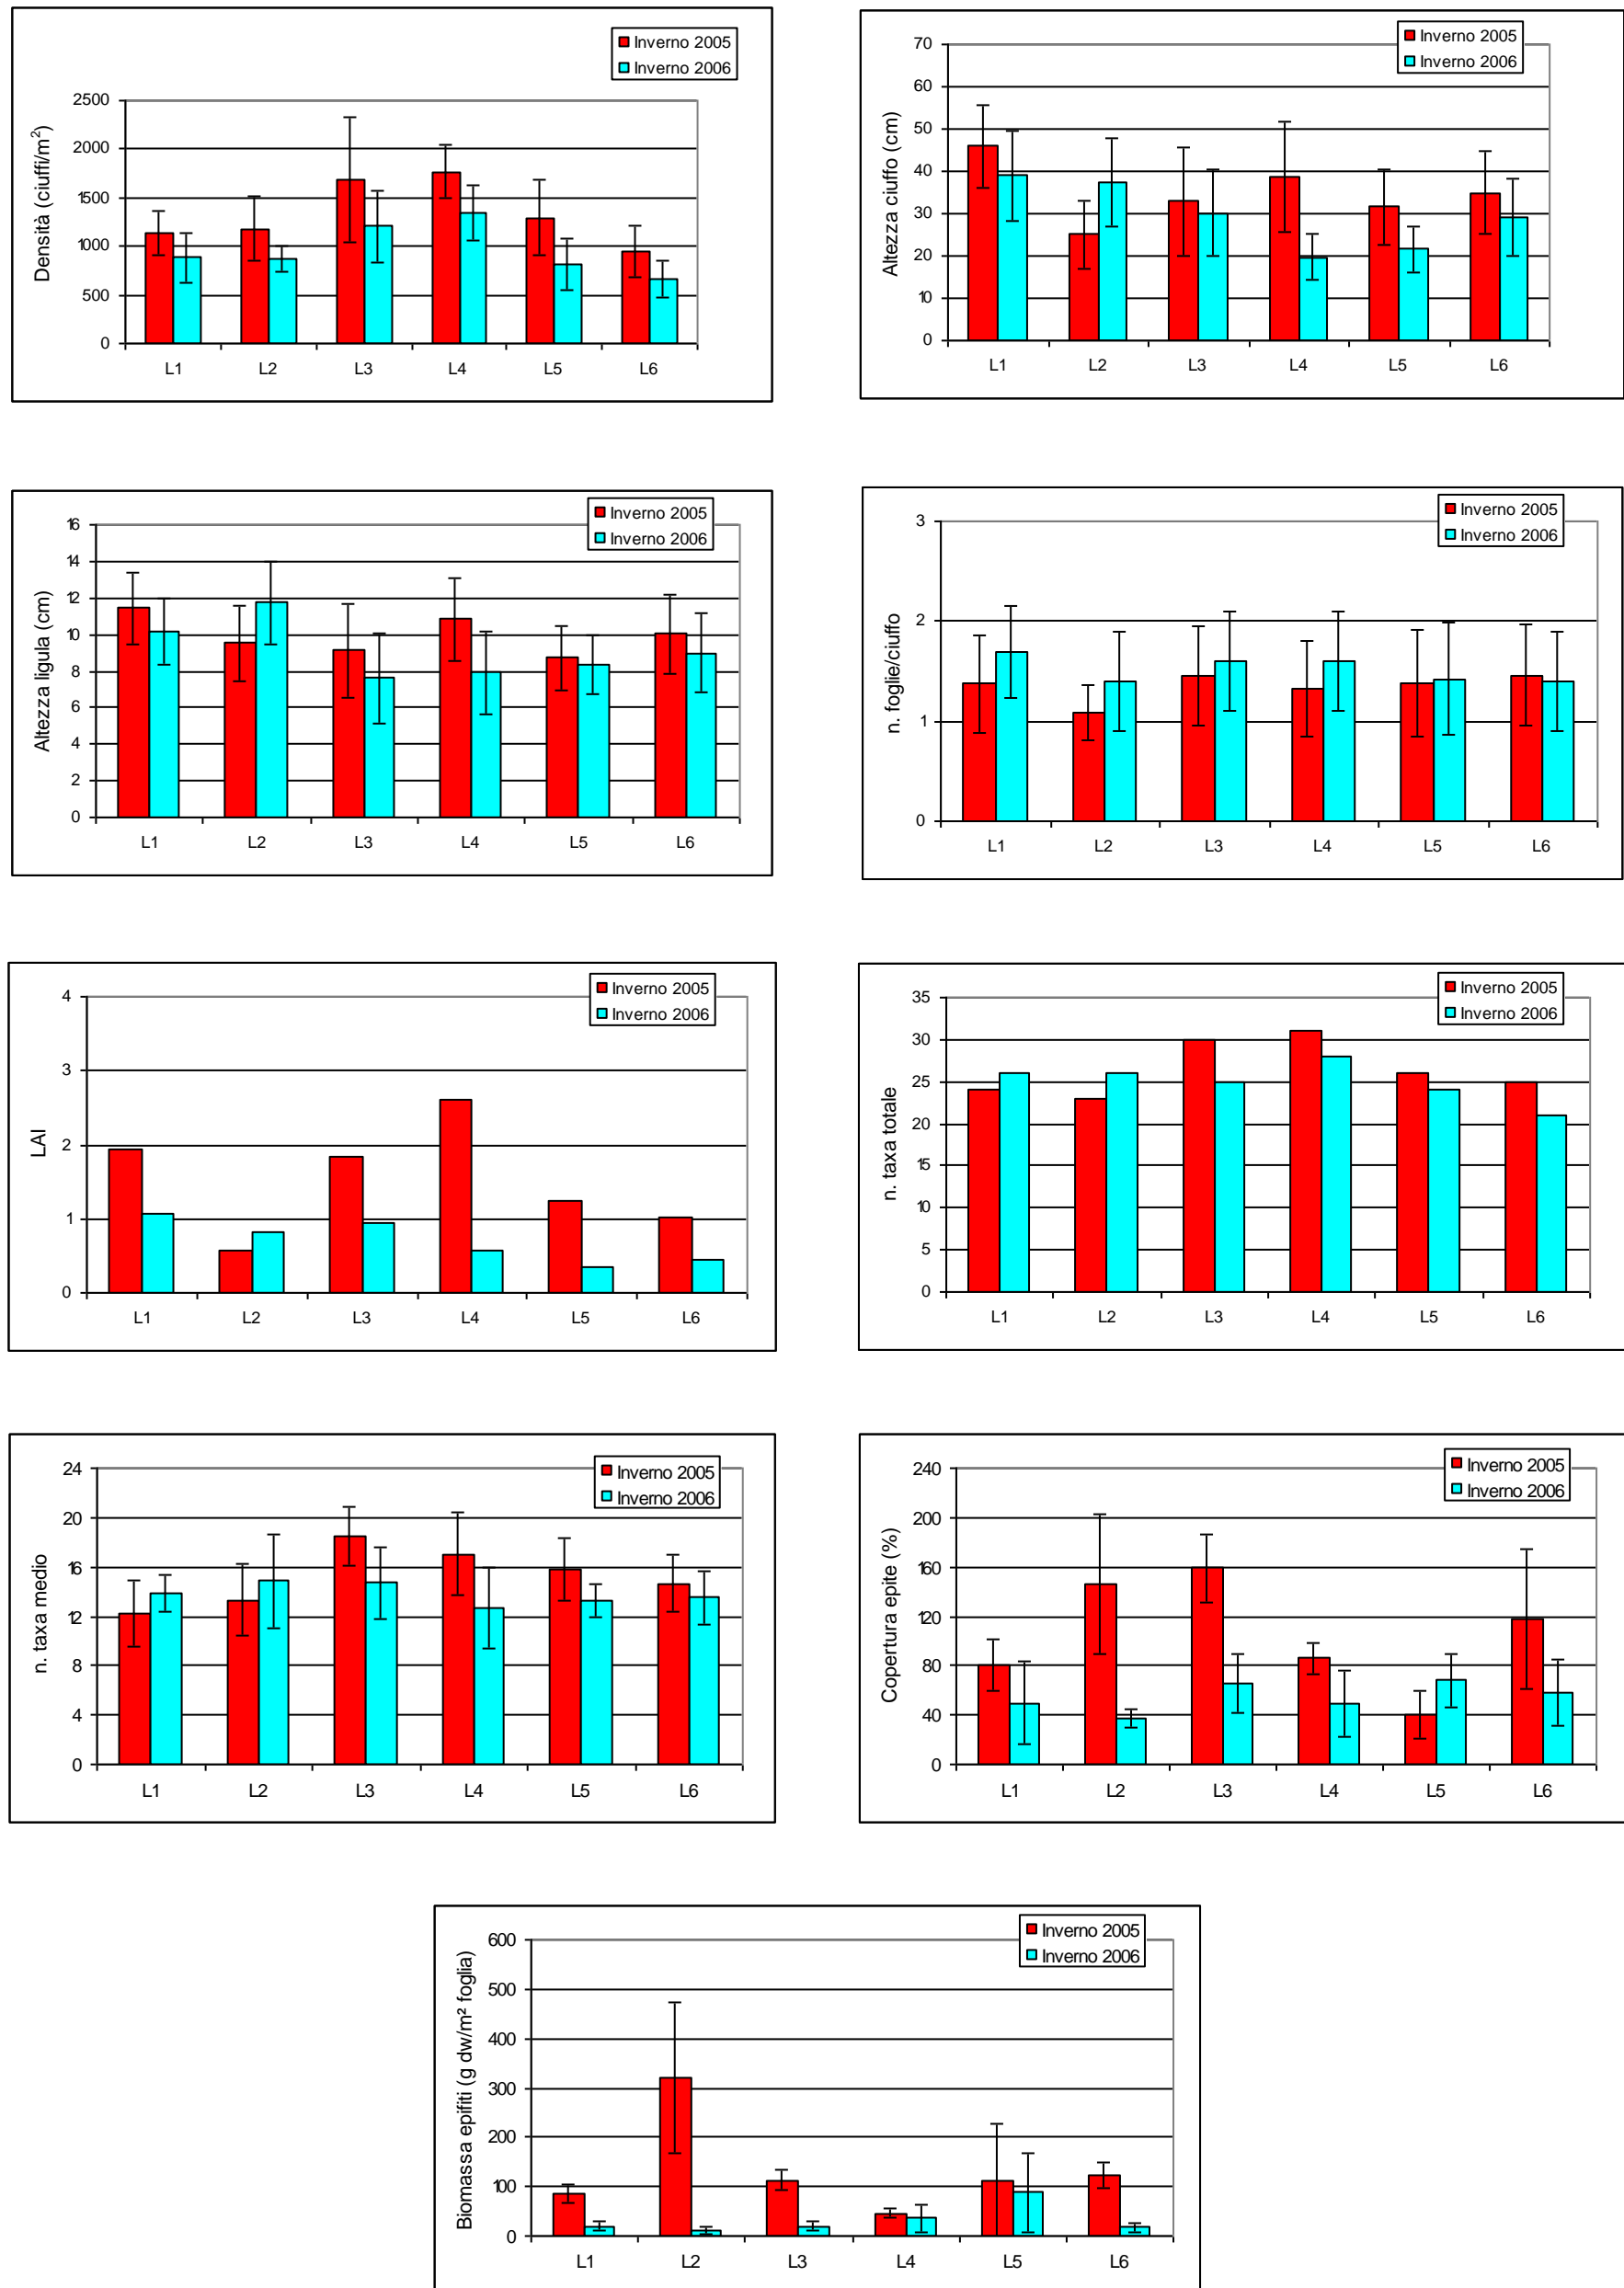 Inverno 2005
Inverno 2006
Densità (ciuffi/m²)
2500
2000
1500
1000
500
0
L1 L2 L3 L4 L5 L6
Inverno 2005
Inverno 2006
Altezza ciuffo (cm)
70
60
50
40
30
20
10
0
L1 L2 L3 L4 L5 L6
Inverno 2005
Inverno 2006
Altezza ligula (cm)
16
14
12
10
8
6
4
2
0
L1 L2 L3 L4 L5 L6
Inverno 2005
Inverno 2006
n. foglie/ciuffo
3
2
1
0
L1 L2 L3 L4 L5 L6
Inverno 2005
Inverno 2006
LAI
4
3
2
1
0
L1 L2 L3 L4 L5 L6
Inverno 2005
Inverno 2006
n. taxa totale
35
30
25
20
15
10
5
0
L1 L2 L3 L4 L5 L6
Inverno 2005
Inverno 2006
n. taxa medio
24
20
16
12
8
4
0
L1 L2 L3 L4 L5 L6
Inverno 2005
Inverno 2006
Copertura epite (%)
240
200
160
120
80
40
0
L1 L2 L3 L4 L5 L6
Inverno 2005
Inverno 2006
Biomassa epifiti (g dw/m² foglia)
600
500
400
300
200
100
0
L1 L2 L3 L4 L5 L6